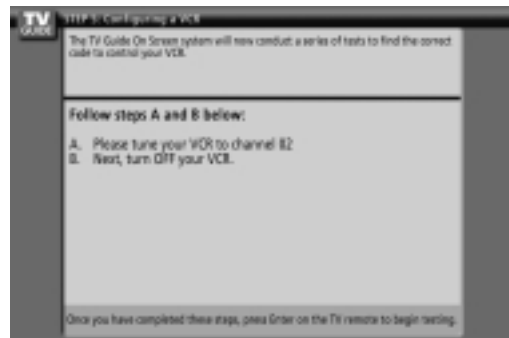 TV
GUIDE
STEP 3: Configuring a VCR
The TV Guide On Screen system will now conduct a series of tests to find the correct
code to control your VCR.
Follow steps A and B below:
A. Please tune your VCR to channel 02
B. Next, turn OFF your VCR.
Once you have completed these steps, press Enter on the TV remote to begin testing.